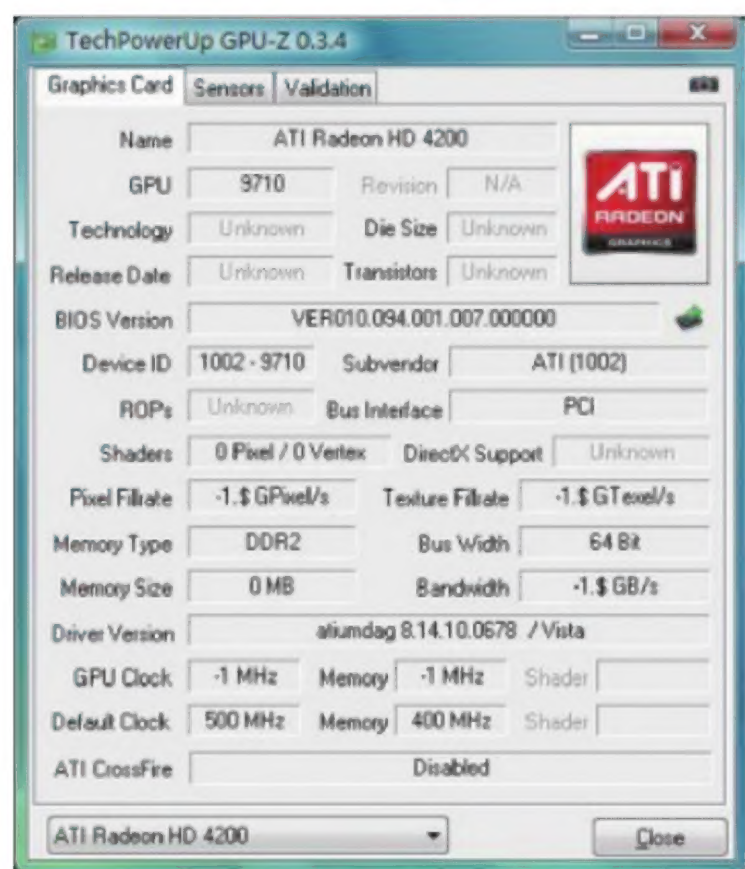 TechPowerUp GPU-Z 0.3.4
Graphics Card Sensors Validation
Name ATI Radeon HD 4200
GPU 9710 Revision N/A
Technology Unknown Die Size Unknown
Release Date Unknown Transistors Unknown
ATI
RADEON
GRAPHICS
BIOS Version VER010.094.001.007.000000
Device ID 1002 - 9710 Subvendor ATI (1002)
ROPs Unknown Bus Interface PCI
Shaders 0 Pixel / 0 Vertex DirectX Support Unknown
Pixel Fillrate -1.$ GPixel/s Texture Fillrate -1.$ GTexel/s
Memory Type DDR2 Bus Width 64 Bit
Memory Size 0 MB Bandwidth -1.$ GB/s
Driver Version atiumdag 8.14.10.0678 / Vista
GPU Clock -1 MHz Memory -1 MHz Shader
Default Clock 500 MHz Memory 400 MHz Shader
ATI CrossFire Disabled
ATI Radeon HD 4200 Close